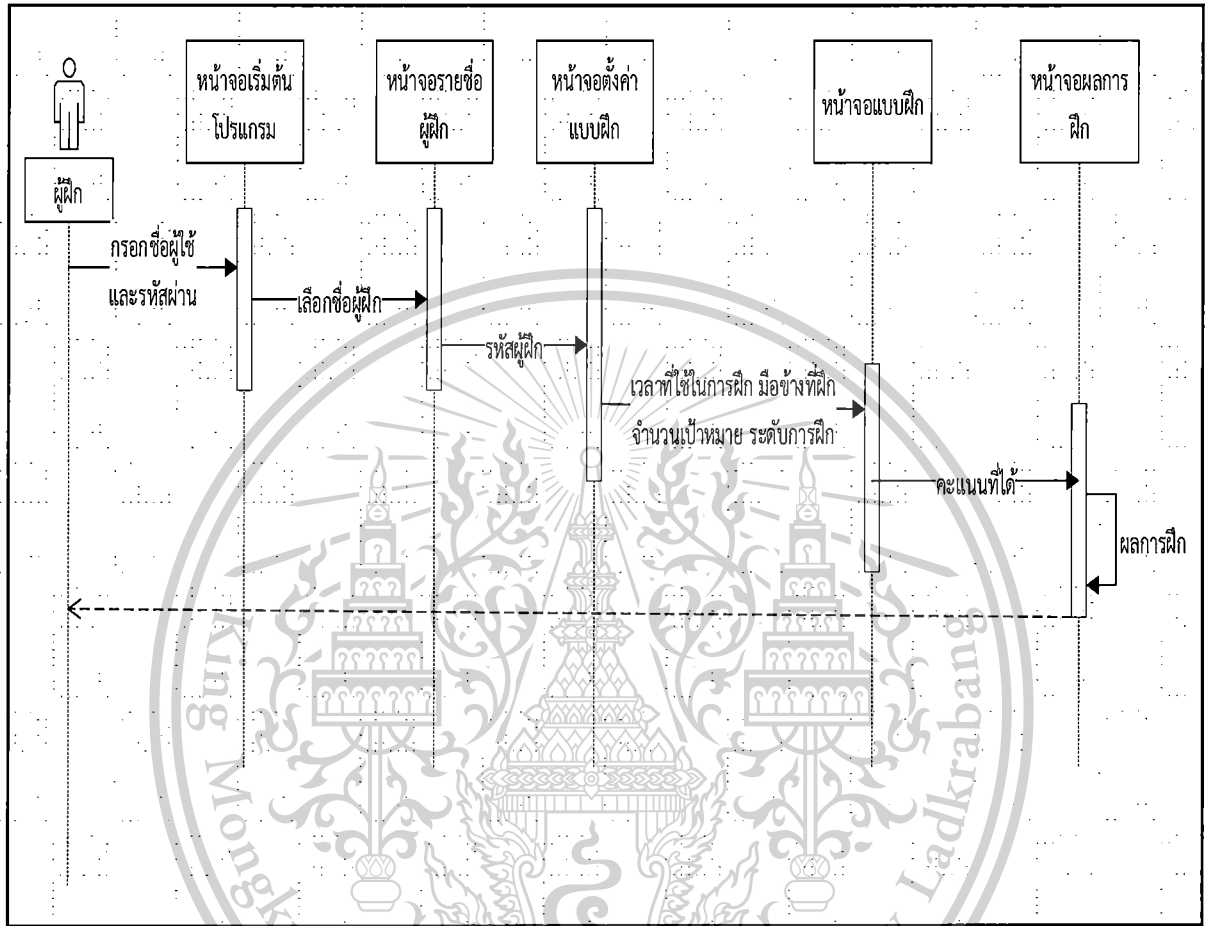 หน้าจอเริ่มต้น
โปรแกรม
หน้าจอรายชื่อ
ผู้ฝึก
หน้าจอตั้งค่า
แบบฝึก
หน้าจอแบบฝึก
หน้าจอผลการ
ฝึก
ผู้ฝึก
กรอกชื่อผู้ใช้
และรหัสผ่าน
เลือกชื่อผู้ฝึก
รหัสผู้ฝึก
เวลาที่ใช้ในการฝึก มือข้างที่ฝึก
จำนวนเป้าหมาย ระดับการฝึก
คะแนนที่ได้
ผลการฝึก
King Mongk
Ladkrabang